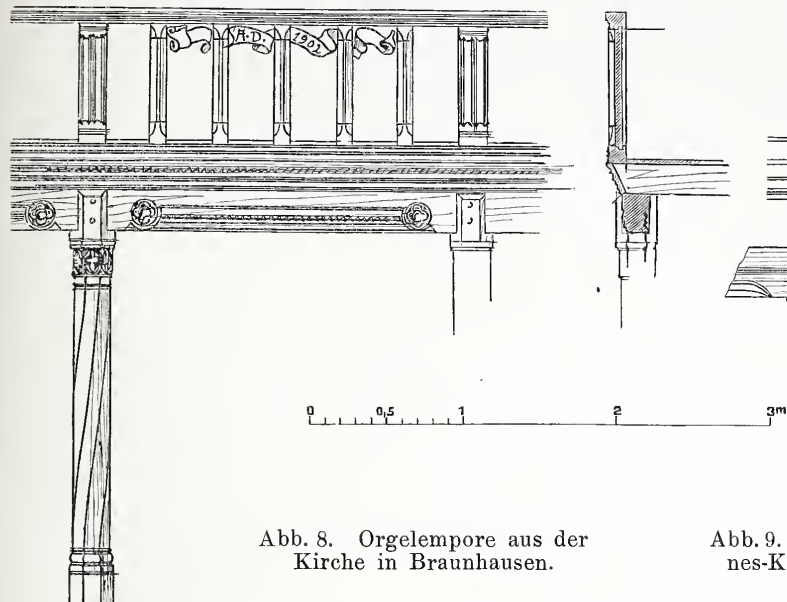 A.D. 1902
0 0,5 1 2 3m
Abb. 8. Orgelempore aus der
Kirche in Braunhausen.
Abb. 9.
nes-K